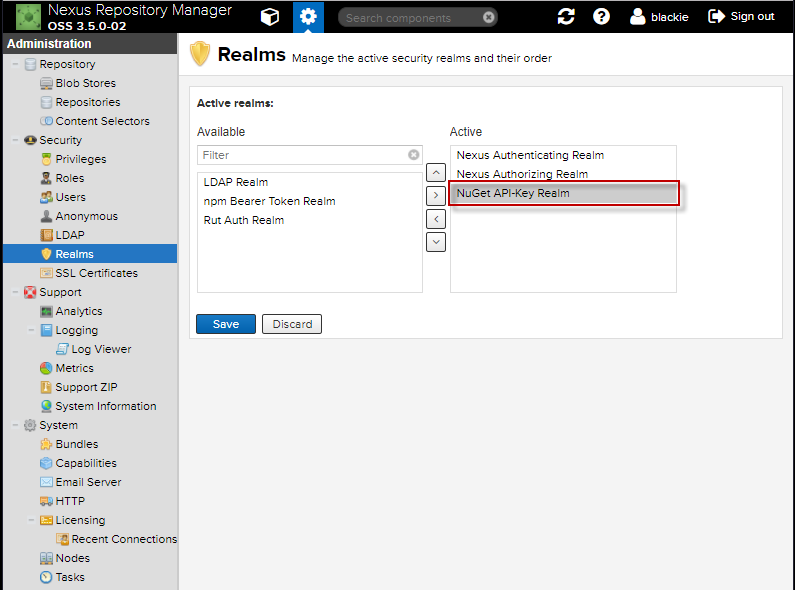 Nexus Repository Manager
OSS 3.5.0-02
Search components
blackie
Sign out
Administration
Repository
Blob Stores
Repositories
Content Selectors
Security
Privileges
Roles
Users
Anonymous
LDAP
Realms
SSL Certificates
Support
Analytics
Logging
Log Viewer
Metrics
Support ZIP
System Information
System
Bundles
Capabilities
Email Server
HTTP
Licensing
Recent Connections
Nodes
Tasks
Realms Manage the active security realms and their order
Active realms:
Available
Filter
LDAP Realm
npm Bearer Token Realm
Rut Auth Realm
Active
Nexus Authenticating Realm
Nexus Authorizing Realm
NuGet API-Key Realm
Save
Discard